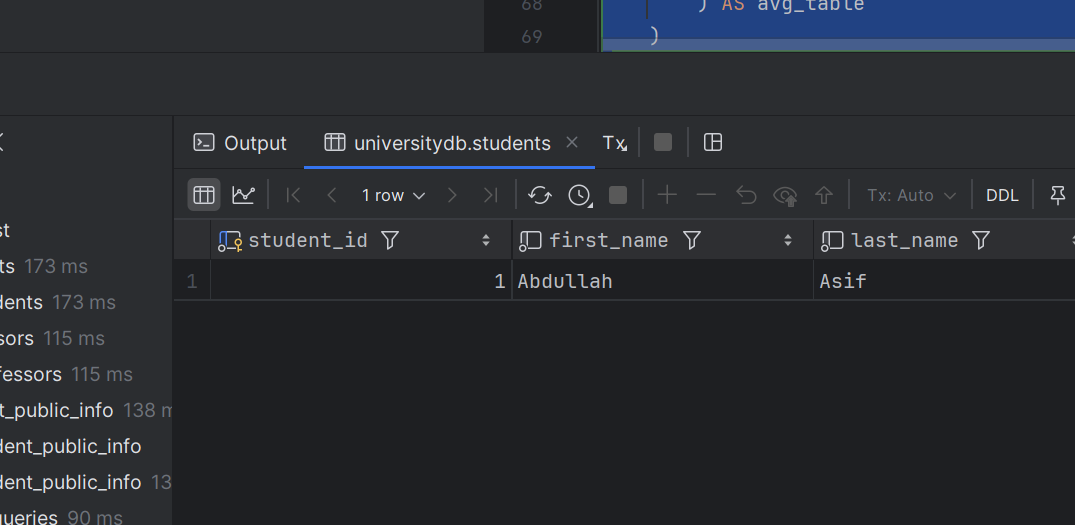 68
) AS avg_table
69
)
Output
universitydb.students
Tx
1 row
Tx: Auto
DDL
student_id
first_name
last_name
1
1
Abdullah
Asif
st
ts 173 ms
dents 173 ms
sors 115 ms
fessors 115 ms
t_public_info 138 m
dent_public_info
dent_public_info 13
queries 90 ms